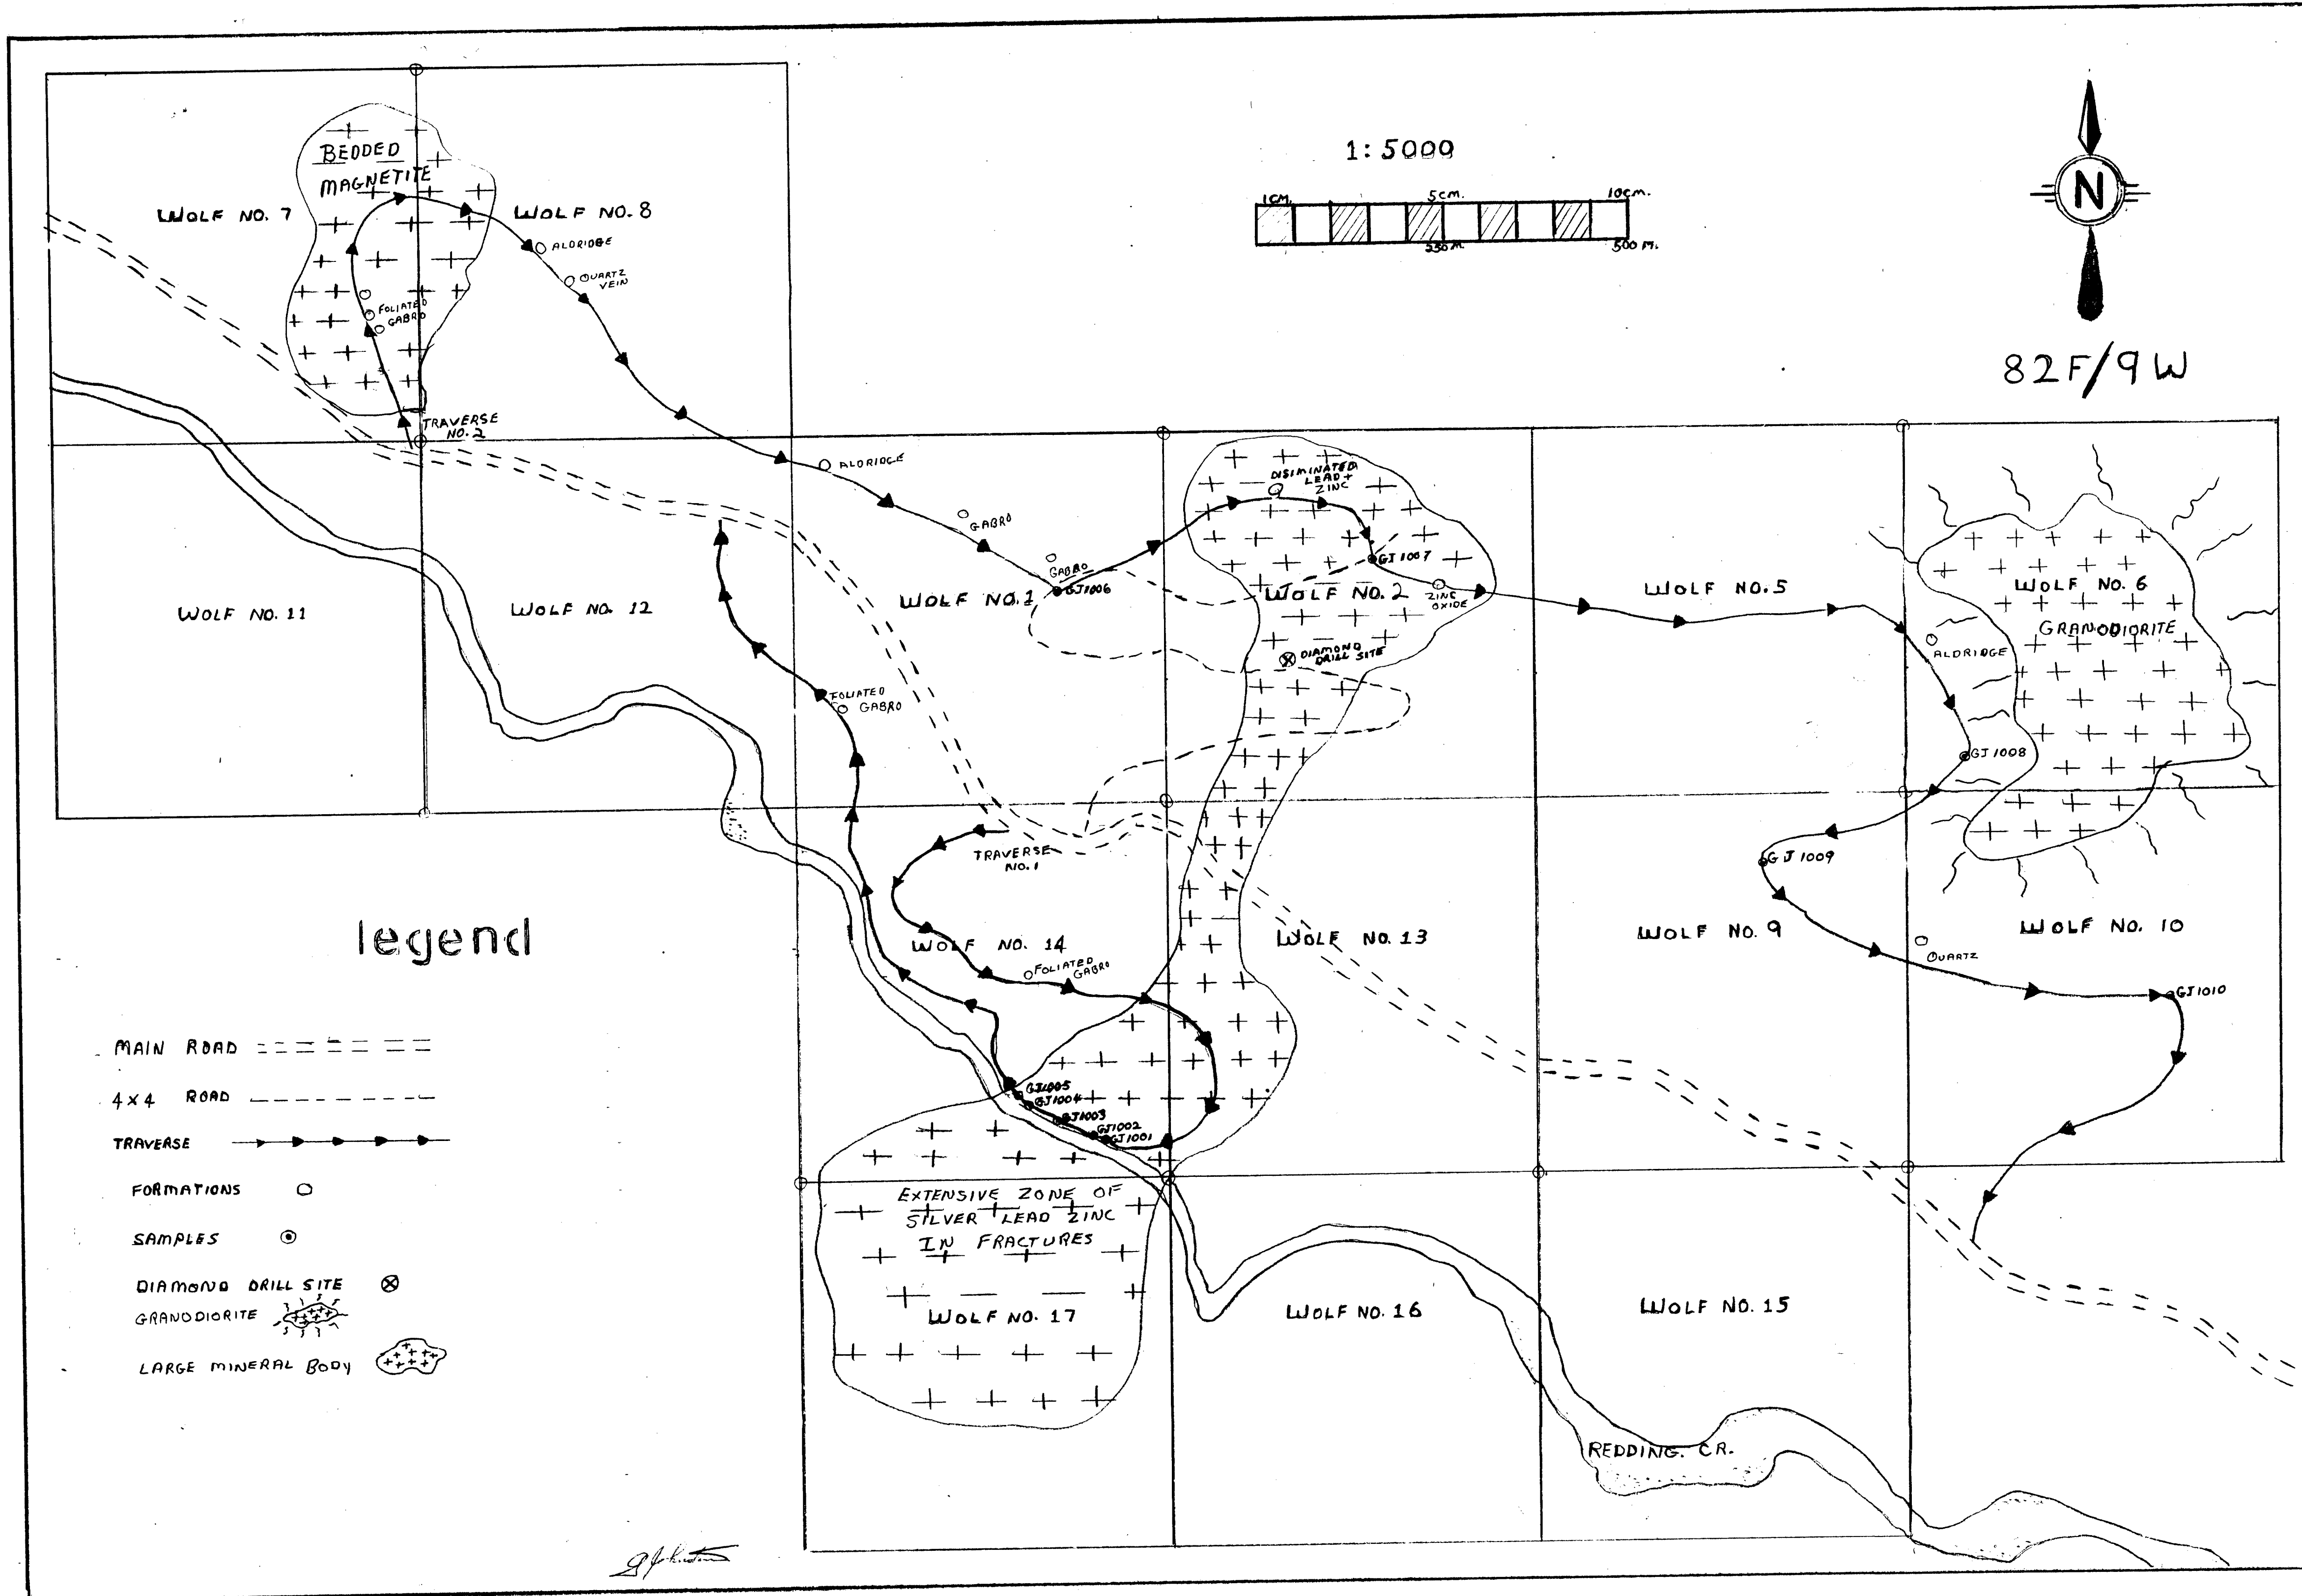 1:5000
1CM.
5CM.
10CM.
250 M.
500 M.
N
82F/9W
BEDDED
MAGNETITE
WOLF NO. 7
WOLF NO. 8
ALDRIDGE
QUARTZ
VEIN
FOLIATED
GABRO
TRAVERSE
NO. 2
ALDRIDGE
GABRO
GABRO
GJ1006
DISIMINATED
LEAD +
ZINC
GJ1007
ZINC
OXIDE
WOLF NO. 11
WOLF NO. 12
WOLF NO. 1
WOLF NO. 2
WOLF NO. 5
WOLF NO. 6
GRANODIORITE
ALDRIDGE
DIAMOND
DRILL SITE
FOLIATED
GABRO
GJ1008
TRAVERSE
NO. 1
GJ1009
WOLF NO. 14
WOLF NO. 13
WOLF NO. 9
WOLF NO. 10
FOLIATED
GABRO
QUARTZ
GJ1010
GJ1005
GJ1004
GJ1003
GJ1002
GJ1001
EXTENSIVE ZONE OF
SILVER LEAD ZINC
IN FRACTURES
WOLF NO. 17
WOLF NO. 16
WOLF NO. 15
REDDING. CR.
legend
MAIN ROAD
4x4 ROAD
TRAVERSE
FORMATIONS
SAMPLES
DIAMOND DRILL SITE
GRANODIORITE
LARGE MINERAL BODY